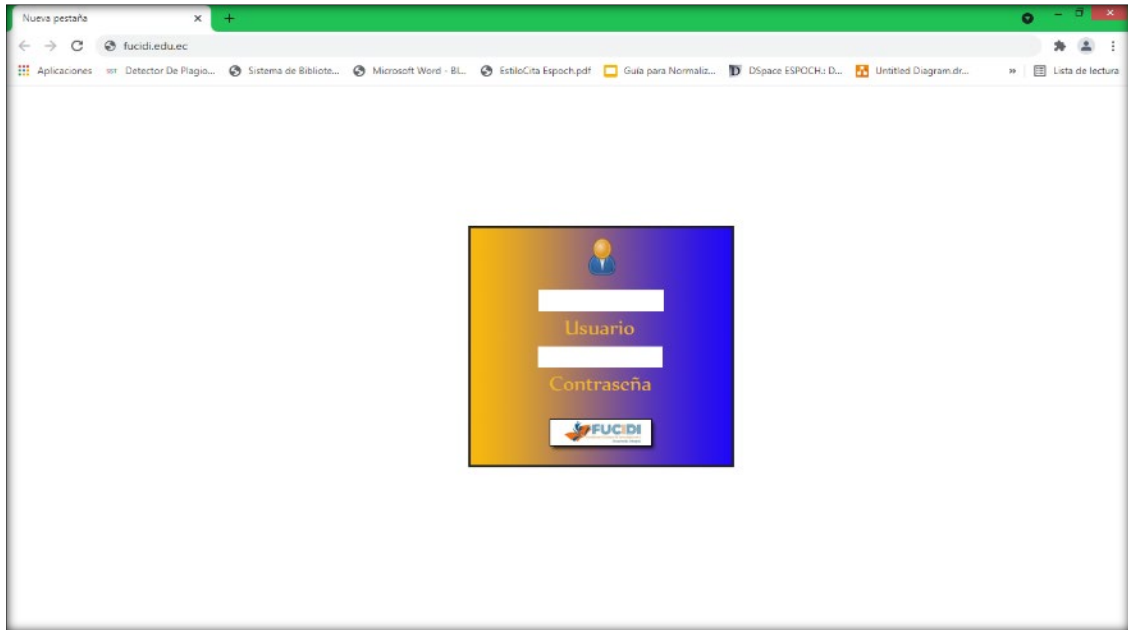 Nueva pestaña
fucidi.edu.ec
Aplicaciones Detector De Plagio... Sistema de Bibliote... Microsoft Word - BL... EstiloCita Espoch.pdf Guía para Normaliz... DSpace ESPOCH.: D... Untitled Diagram.dr... » Lista de lectura
Usuario
Contraseña
FUCIDI